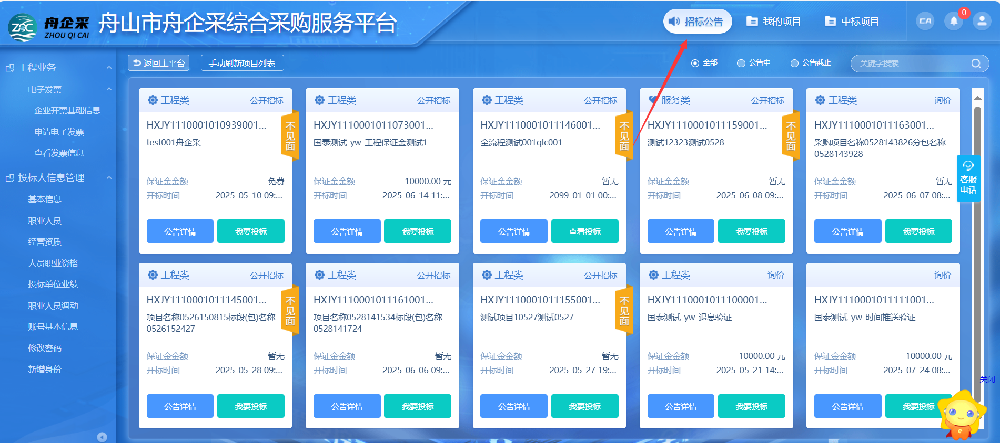 舟企采
ZHOU QI CAI
舟山市舟企采综合采购服务平台
招标公告
我的项目
中标项目
CA
0
工程业务
电子发票
企业开票基础信息
申请电子发票
查看发票信息
投标人信息管理
基本信息
职业人员
经营资质
人员职业资格
投标单位业绩
职业人员调动
账号基本信息
修改密码
新增身份
返回主平台
手动刷新项目列表
全部
公告中
公告截止
关键字搜索
工程类 公开招标
HXJY1110001010939001...
test001舟企采
不见面
保证金金额 免费
开标时间 2025-05-10 09:...
公告详情 我要投标
工程类 公开招标
HXJY1110001011073001...
国泰测试-yw-工程保证金测试1
保证金金额 10000.00 元
开标时间 2025-06-14 11:...
公告详情 我要投标
工程类 公开招标
HXJY1110001011146001...
全流程测试001qlc001
不见面
保证金金额 暂无
开标时间 2099-01-01 00:...
公告详情 查看投标
服务类 公开招标
HXJY1110001011159001...
测试12323测试0528
不见面
保证金金额 暂无
开标时间 2025-06-08 09:...
公告详情 我要投标
工程类 询价
HXJY1110001011163001...
采购项目名称0528143826分包名称
0528143928
保证金金额 暂无
开标时间 2025-06-07 08:...
公告详情 我要投标
客服
电话
工程类 公开招标
HXJY1110001011145001...
项目名称0526150815标段(包)名称
0526152427
不见面
保证金金额 暂无
开标时间 2025-05-28 09:...
公告详情 我要投标
工程类 公开招标
HXJY1110001011161001...
项目名称0528141534标段(包)名称
0528141724
保证金金额 暂无
开标时间 2025-06-06 09:...
公告详情 我要投标
工程类 公开招标
HXJY1110001011155001...
测试项目10527测试0527
不见面
保证金金额 暂无
开标时间 2025-05-27 19:...
公告详情 我要投标
工程类 询价
HXJY1110001011100001...
国泰测试-yw-退息验证
保证金金额 10000.00 元
开标时间 2025-05-21 14:...
公告详情 我要投标
询价
HXJY1110001011111001...
国泰测试-yw-时间推送验证
保证金金额 10000.00 元
开标时间 2025-07-24 08:...
公告详情 我要投标
关闭